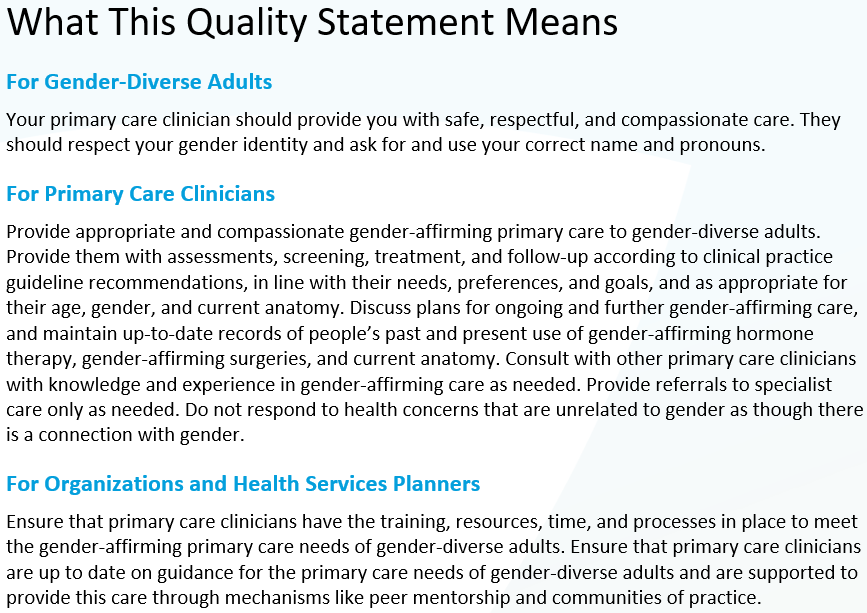 What This Quality Statement Means
For Gender-Diverse Adults
Your primary care clinician should provide you with safe, respectful, and compassionate care. They
should respect your gender identity and ask for and use your correct name and pronouns.
For Primary Care Clinicians
Provide appropriate and compassionate gender-affirming primary care to gender-diverse adults.
Provide them with assessments, screening, treatment, and follow-up according to clinical practice
guideline recommendations, in line with their needs, preferences, and goals, and as appropriate for
their age, gender, and current anatomy. Discuss plans for ongoing and further gender-affirming care,
and maintain up-to-date records of people’s past and present use of gender-affirming hormone
therapy, gender-affirming surgeries, and current anatomy. Consult with other primary care clinicians
with knowledge and experience in gender-affirming care as needed. Provide referrals to specialist
care only as needed. Do not respond to health concerns that are unrelated to gender as though there
is a connection with gender.
For Organizations and Health Services Planners
Ensure that primary care clinicians have the training, resources, time, and processes in place to meet
the gender-affirming primary care needs of gender-diverse adults. Ensure that primary care clinicians
are up to date on guidance for the primary care needs of gender-diverse adults and are supported to
provide this care through mechanisms like peer mentorship and communities of practice.